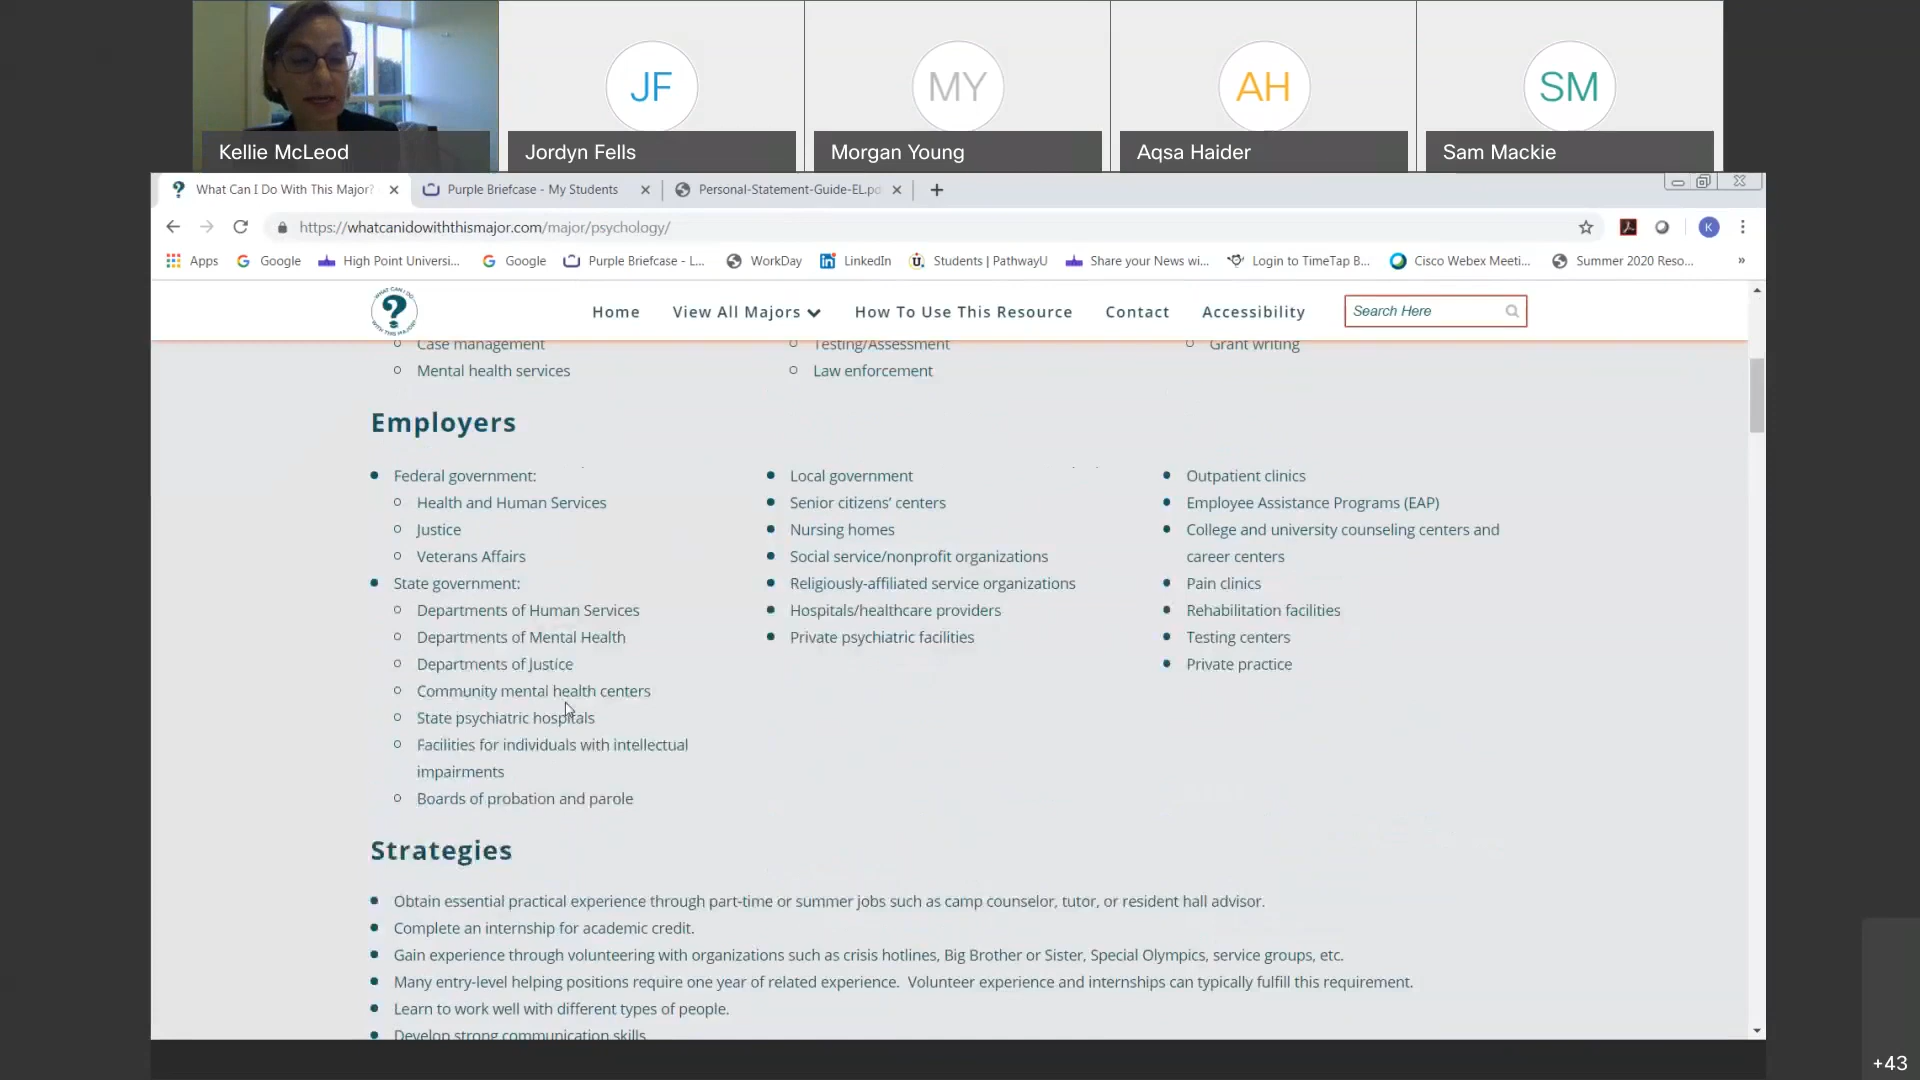 JF
MY
AH
SM
Kellie McLeod
Jordyn Fells
Morgan Young
Aqsa Haider
Sam Mackie
What Can I Do With This Major?
Purple Briefcase - My Students
Personal-Statement-Guide-EL.pd
https://whatcanidowiththismajor.com/major/psychology/
K
Apps
Google
High Point Universi...
Google
Purple Briefcase - L...
WorkDay
LinkedIn
Students | PathwayU
Share your News wi...
Login to TimeTap B...
Cisco Webex Meeti...
Summer 2020 Reso...
»
WHAT CAN I DO
?
WITH THIS MAJOR?
Home
View All Majors
How To Use This Resource
Contact
Accessibility
Search Here
Case management
Mental health services
Testing/Assessment
Law enforcement
Grant writing
Employers
Federal government:
Health and Human Services
Justice
Veterans Affairs
State government:
Departments of Human Services
Departments of Mental Health
Departments of Justice
Community mental health centers
State psychiatric hospitals
Facilities for individuals with intellectual
impairments
Boards of probation and parole
Local government
Senior citizens’ centers
Nursing homes
Social service/nonprofit organizations
Religiously-affiliated service organizations
Hospitals/healthcare providers
Private psychiatric facilities
Outpatient clinics
Employee Assistance Programs (EAP)
College and university counseling centers and
career centers
Pain clinics
Rehabilitation facilities
Testing centers
Private practice
Strategies
Obtain essential practical experience through part-time or summer jobs such as camp counselor, tutor, or resident hall advisor.
Complete an internship for academic credit.
Gain experience through volunteering with organizations such as crisis hotlines, Big Brother or Sister, Special Olympics, service groups, etc.
Many entry-level helping positions require one year of related experience. Volunteer experience and internships can typically fulfill this requirement.
Learn to work well with different types of people.
Develop strong communication skills.
+43